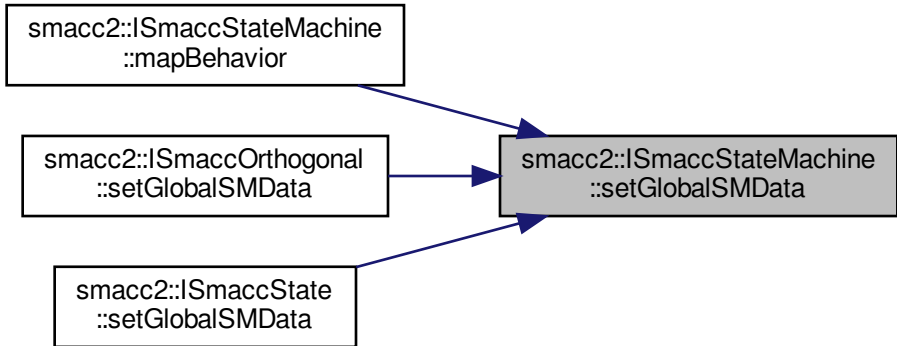 smacc2::ISmaccStateMachine
::mapBehavior
smacc2::ISmaccOrthogonal
::setGlobalSMData
smacc2::ISmaccState
::setGlobalSMData
smacc2::ISmaccStateMachine
::setGlobalSMData